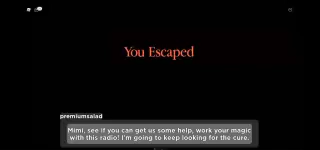 You Escaped
premiumsalad
Mimi, see if you can get us some help, work your magic
with this radio! I'm going to keep looking for the cure.